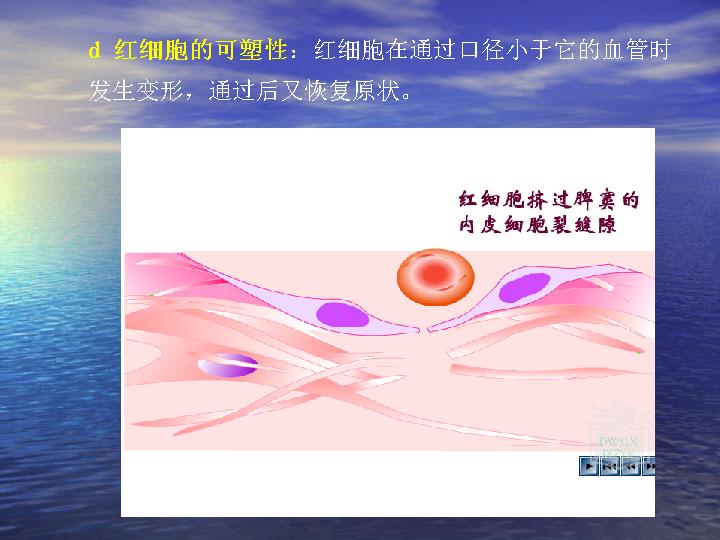 d 红细胞的可塑性：红细胞在通过口径小于它的血管时
发生变形，通过后又恢复原状。
红细胞挤过脾窦的
内皮细胞裂缝隙
DWSLX
JXZYK